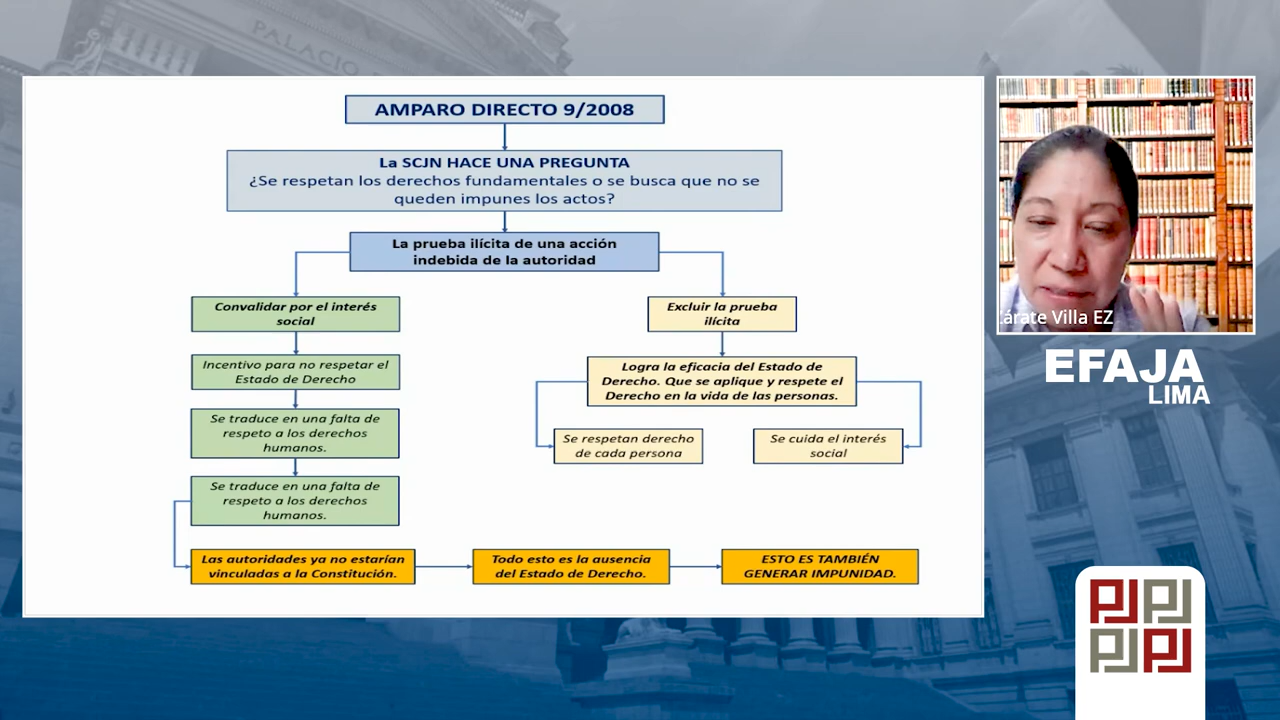 PALACIO
AMPARO DIRECTO 9/2008
La SCJN HACE UNA PREGUNTA
¿Se respetan los derechos fundamentales o se busca que no se
queden impunes los actos?
La prueba ilícita de una acción
indebida de la autoridad
Convalidar por el interés
social
Incentivo para no respetar el
Estado de Derecho
Se traduce en una falta de
respeto a los derechos
humanos.
Se traduce en una falta de
respeto a los derechos
humanos.
Excluir la prueba
ilícita
Logra la eficacia del Estado de
Derecho. Que se aplique y respete el
Derecho en la vida de las personas.
Se respetan derecho
de cada persona
Se cuida el interés
social
Las autoridades ya no estarían
vinculadas a la Constitución.
Todo esto es la ausencia
del Estado de Derecho.
ESTO ES TAMBIÉN
GENERAR IMPUNIDAD.
árate Villa EZ
EFAJA
LIMA
PJ PJ
PJ PJ